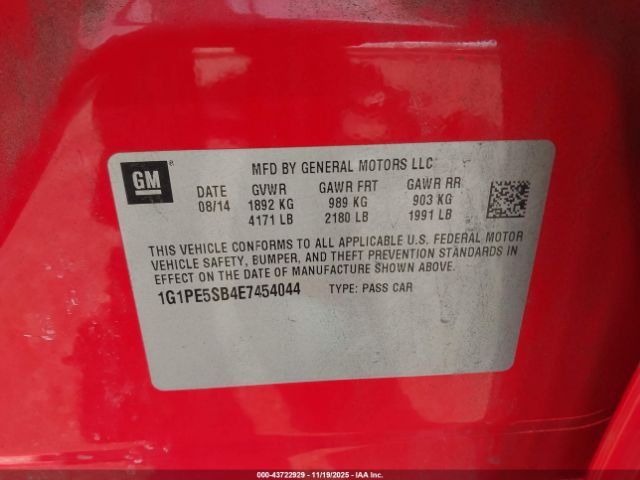 GM
®
MFD BY GENERAL MOTORS LLC
DATE GVWR GAWR FRT GAWR RR
08/14 1892 KG 989 KG 903 KG
4171 LB 2180 LB 1991 LB
THIS VEHICLE CONFORMS TO ALL APPLICABLE U.S. FEDERAL MOTOR
VEHICLE SAFETY, BUMPER, AND THEFT PREVENTION STANDARDS IN
EFFECT ON THE DATE OF MANUFACTURE SHOWN ABOVE.
1G1PE5SB4E7454044 TYPE: PASS CAR
000-43722929 - 11/19/2025 - IAA Inc.